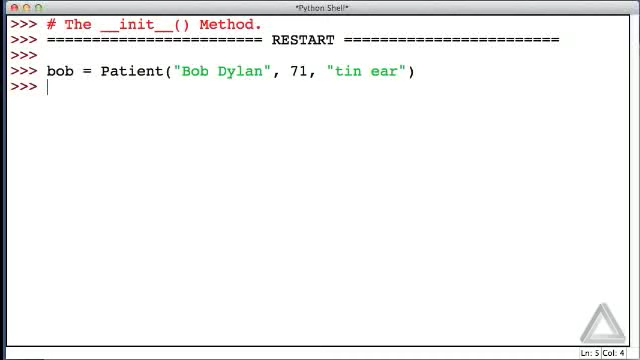 *Python Shell*
>>> # The __init__() Method.
>>> ======================== RESTART ========================
>>>
>>> bob = Patient("Bob Dylan", 71, "tin ear")
>>>
Ln: 5 Col: 4